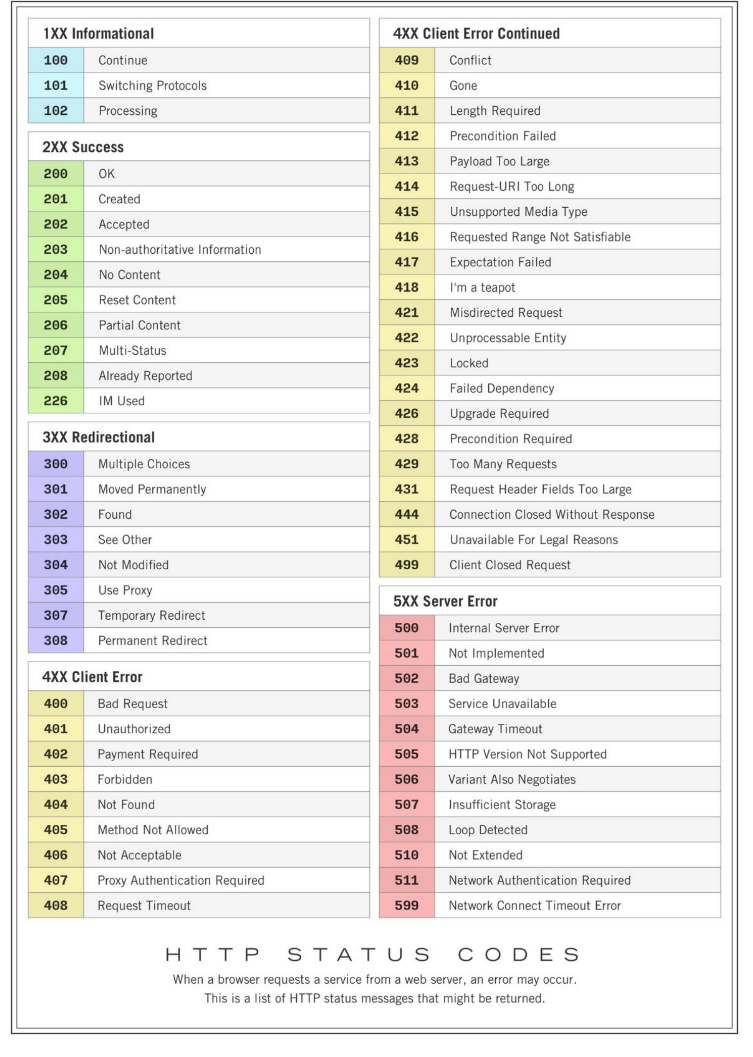 1XX Informational
100 Continue
101 Switching Protocols
102 Processing
2XX Success
200 OK
201 Created
202 Accepted
203 Non-authoritative Information
204 No Content
205 Reset Content
206 Partial Content
207 Multi-Status
208 Already Reported
226 IM Used
3XX Redirectional
300 Multiple Choices
301 Moved Permanently
302 Found
303 See Other
304 Not Modified
305 Use Proxy
307 Temporary Redirect
308 Permanent Redirect
4XX Client Error
400 Bad Request
401 Unauthorized
402 Payment Required
403 Forbidden
404 Not Found
405 Method Not Allowed
406 Not Acceptable
407 Proxy Authentication Required
408 Request Timeout
4XX Client Error Continued
409 Conflict
410 Gone
411 Length Required
412 Precondition Failed
413 Payload Too Large
414 Request-URI Too Long
415 Unsupported Media Type
416 Requested Range Not Satisfiable
417 Expectation Failed
418 I'm a teapot
421 Misdirected Request
422 Unprocessable Entity
423 Locked
424 Failed Dependency
426 Upgrade Required
428 Precondition Required
429 Too Many Requests
431 Request Header Fields Too Large
444 Connection Closed Without Response
451 Unavailable For Legal Reasons
499 Client Closed Request
5XX Server Error
500 Internal Server Error
501 Not Implemented
502 Bad Gateway
503 Service Unavailable
504 Gateway Timeout
505 HTTP Version Not Supported
506 Variant Also Negotiates
507 Insufficient Storage
508 Loop Detected
510 Not Extended
511 Network Authentication Required
599 Network Connect Timeout Error
HTTP STATUS CODES
When a browser requests a service from a web server, an error may occur.
This is a list of HTTP status messages that might be returned.